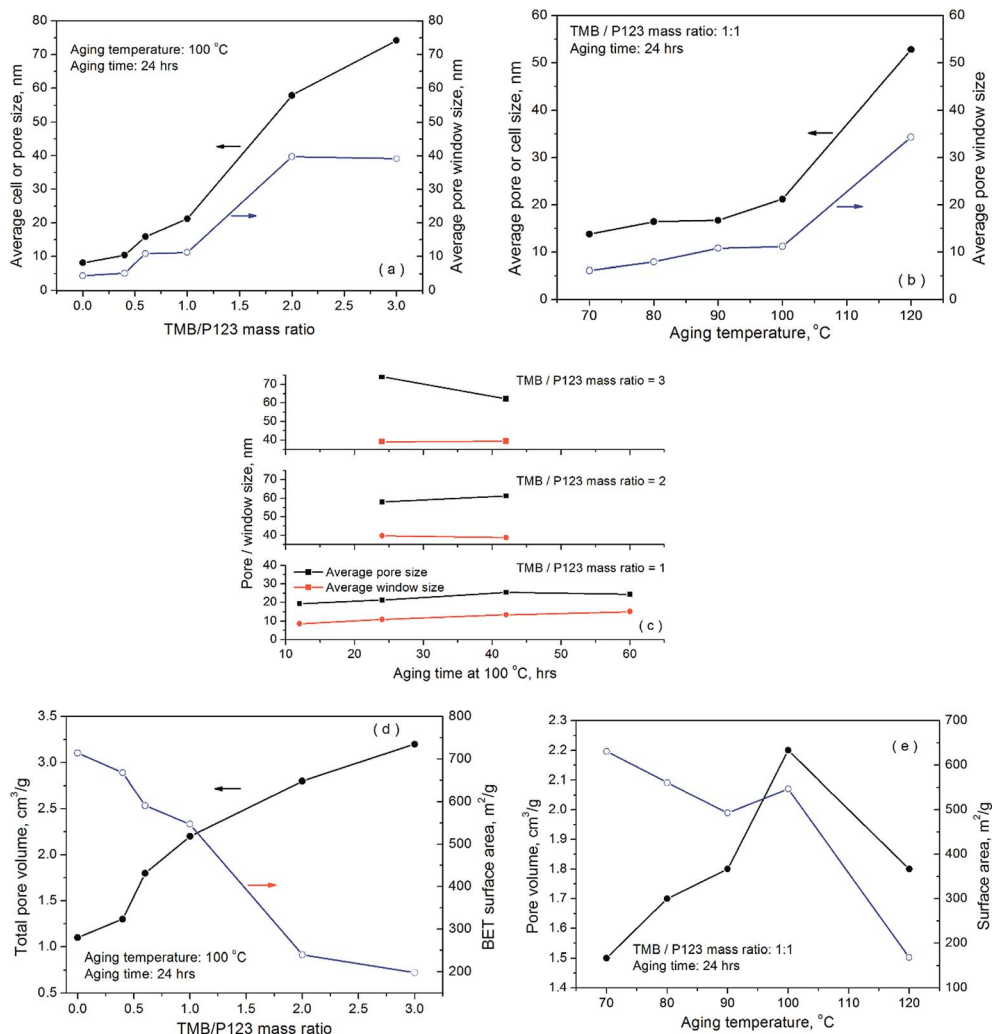 Aging temperature: 100 °C
Aging time: 24 hrs
80
70
60
50
40
30
20
10
0
80
70
60
50
40
30
20
10
0
Average cell or pore size, nm
Average pore window size, nm
( a )
0.0 0.5 1.0 1.5 2.0 2.5 3.0
TMB/P123 mass ratio
TMB / P123 mass ratio: 1:1
Aging time: 24 hrs
60
50
40
30
20
10
0
60
50
40
30
20
10
0
Average pore or cell size, nm
Average pore window size
( b )
70 80 90 100 110 120
Aging temperature, °C
TMB / P123 mass ratio = 3
70
60
50
40
TMB / P123 mass ratio = 2
70
60
50
40
Pore / window size, nm
TMB / P123 mass ratio = 1
Average pore size
Average window size
40
30
20
10
0
( c )
10 20 30 40 50 60
Aging time at 100 °C, hrs
( d )
3.5
3.0
2.5
2.0
1.5
1.0
0.5
800
700
600
500
400
300
200
Total pore volume, cm³/g
BET surface area, m²/g
Aging temperature: 100°C
Aging time: 24 hrs
0.0 0.5 1.0 1.5 2.0 2.5 3.0
TMB/P123 mass ratio
( e )
2.3
2.2
2.1
2.0
1.9
1.8
1.7
1.6
1.5
1.4
700
600
500
400
300
200
100
Pore volume, cm³/g
Surface area, m²/g
TMB / P123 mass ratio: 1:1
Aging time: 24 hrs
70 80 90 100 110 120
Aging temperature, °C